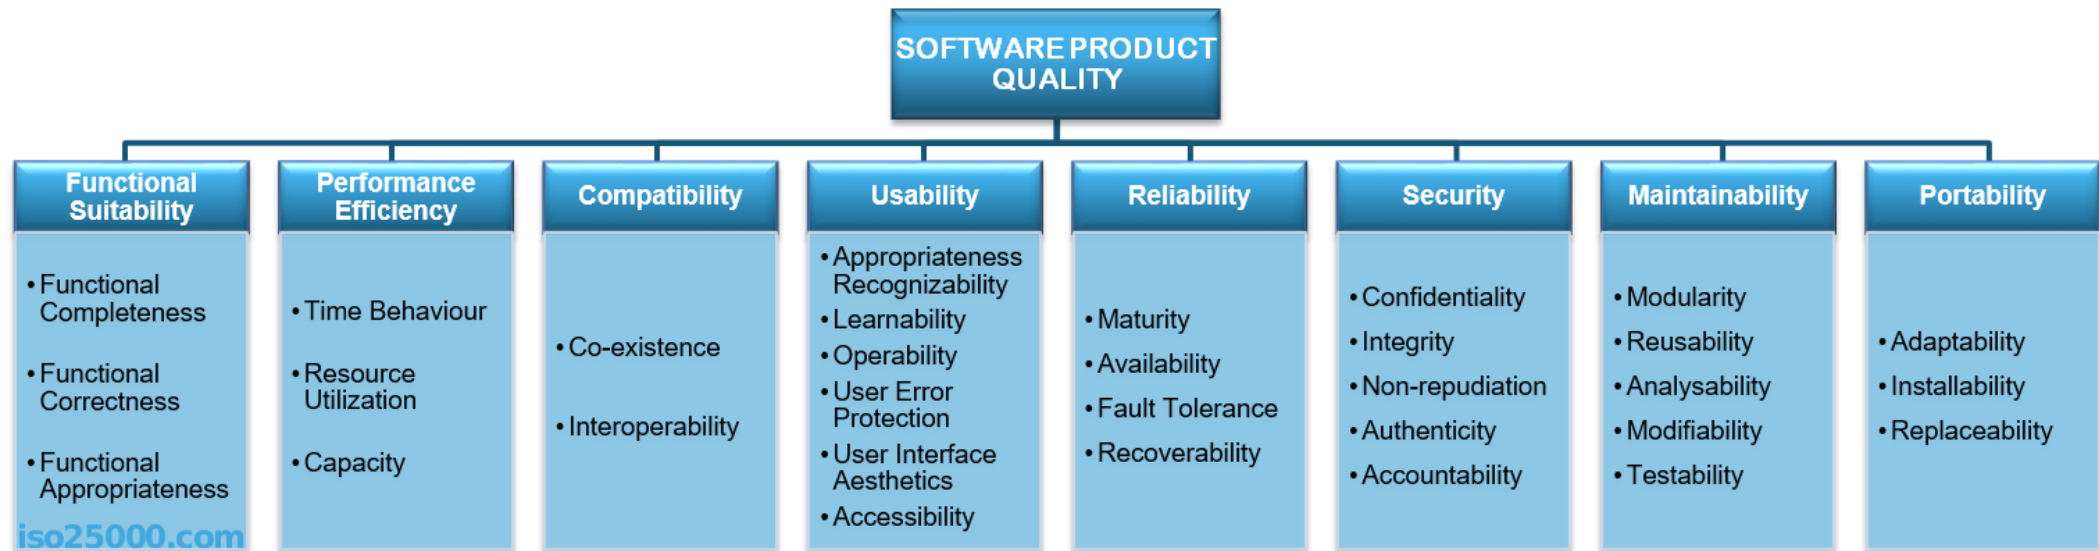 SOFTWARE PRODUCT
QUALITY
Functional
Suitability
• Functional
Completeness
• Functional
Correctness
• Functional
Appropriateness
iso25000.com
Performance
Efficiency
• Time Behaviour
• Resource
Utilization
• Capacity
Compatibility
• Co-existence
• Interoperability
Usability
• Appropriateness
Recognizability
• Learnability
• Operability
• User Error
Protection
• User Interface
Aesthetics
• Accessibility
Reliability
• Maturity
• Availability
• Fault Tolerance
• Recoverability
Security
• Confidentiality
• Integrity
• Non-repudiation
• Authenticity
• Accountability
Maintainability
• Modularity
• Reusability
• Analysability
• Modifiability
• Testability
Portability
• Adaptability
• Installability
• Replaceability